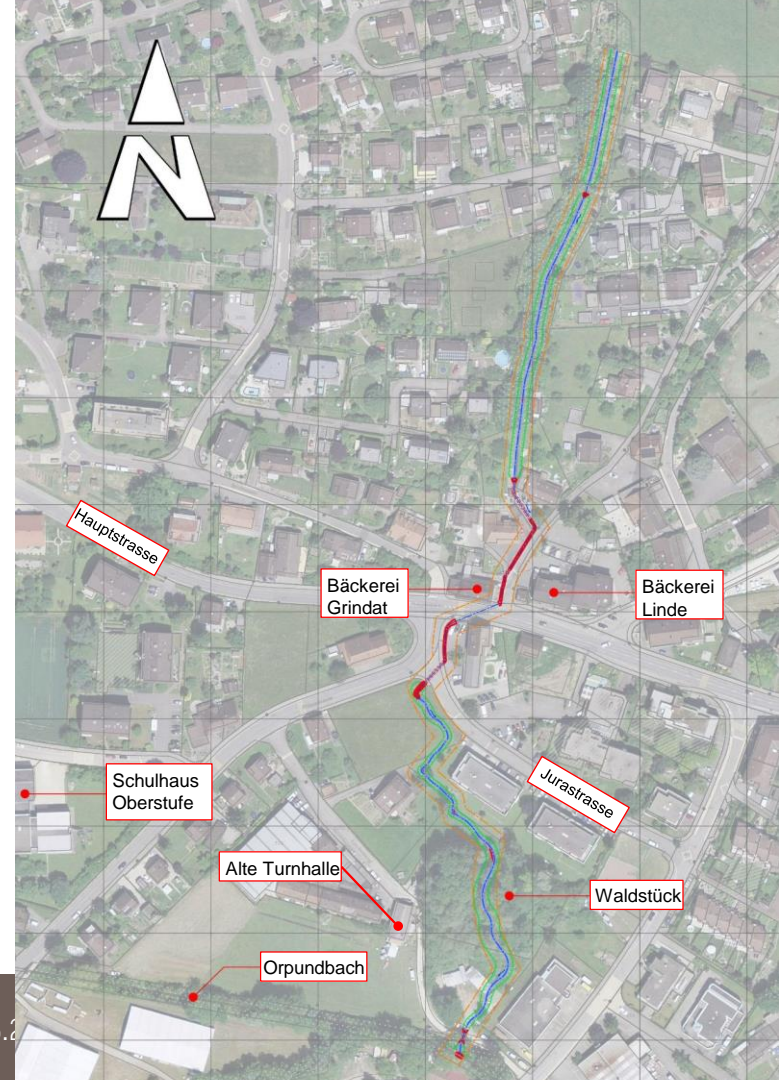 N
Hauptstrasse
Bäckerei
Grindat
Bäckerei
Linde
Schulhaus
Oberstufe
Jurastrasse
Alte Turnhalle
Waldstück
Orpundbach